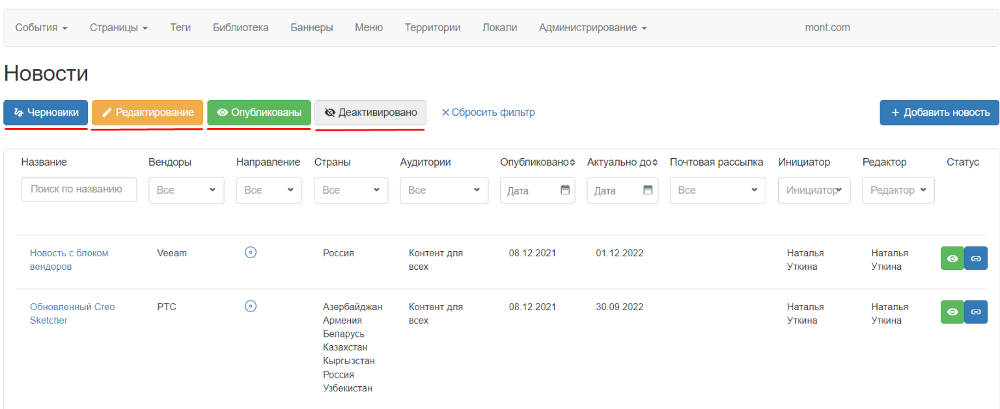 События Страницы Теги Библиотека Баннеры Меню Территории Локали Администрирование mont.com
Новости
Черновики Редактирование Опубликованы Деактивировано Сбросить фильтр + Добавить новость
Название Вендоры Направление Страны Аудитории Опубликовано Актуально до Почтовая рассылка Инициатор Редактор Статус
Поиск по названию Все Все Все Все Дата Дата Все Инициатор Редактор
Новость с блоком Veeam Россия Контент для 08.12.2021 01.12.2022 Наталья Наталья
вендоров всех Уткина Уткина
Обновленный Creo PTC Азербайджан Контент для 08.12.2021 30.09.2022 Наталья Наталья
Sketcher Армения всех Уткина Уткина
Беларусь
Казахстан
Кыргызстан
Россия
Узбекистан